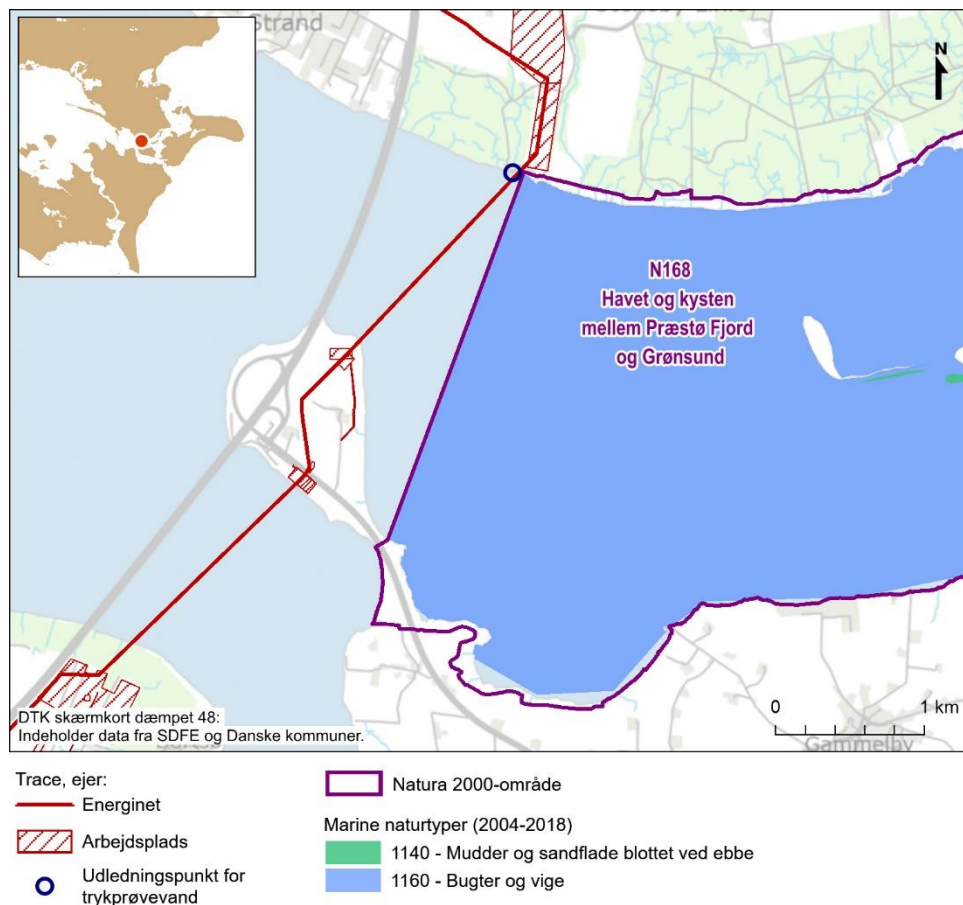 Strand
N
N168
Havet og kysten
mellem Præstø Fjord
og Grønsund
0 1 km
DTK skærmkort dæmpet 48:
Indeholder data fra SDFE og Danske kommuner.
Gammelby
Trace, ejer:
Energinet
Arbejdsplads
Udledningspunkt for
trykprøvevand
Natura 2000-område
Marine naturtyper (2004-2018)
1140 - Mudder og sandflade blottet ved ebbe
1160 - Bugter og vige